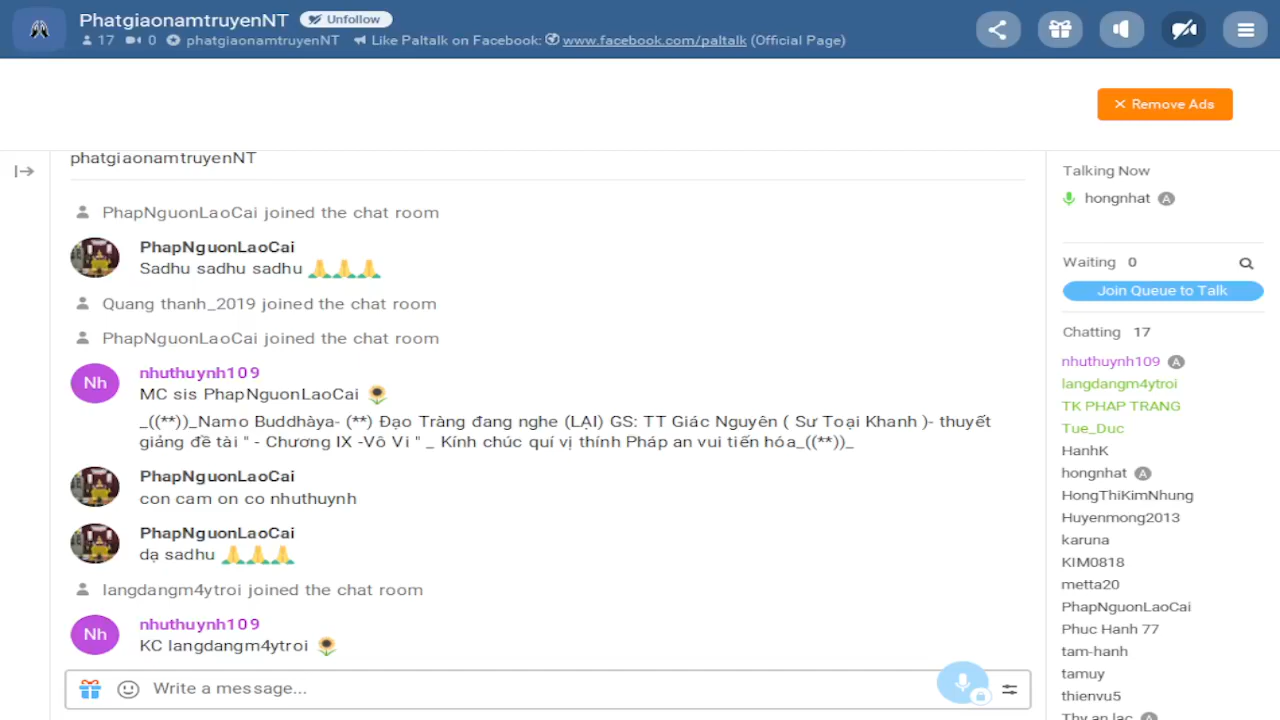 PhatgiaonamtruyenNT Unfollow
17 0 phatgiaonamtruyenNT Like Paltalk on Facebook: www.facebook.com/paltalk (Official Page)
Remove Ads
phatgiaonamtruyenNT
PhapNguonLaoCai joined the chat room
PhapNguonLaoCai
Sadhu sadhu sadhu 🙏🙏🙏
Quang thanh_2019 joined the chat room
PhapNguonLaoCai joined the chat room
Nh
nhuthuynh109
MC sis PhapNguonLaoCai 🌻
_((**))_Namo Buddhàya- (**) Đạo Tràng đang nghe (LẠI) GS: TT Giác Nguyên ( Sư Toại Khanh )- thuyết
giảng đề tài " - Chương IX -Vô Vi " _ Kính chúc quí vị thính Pháp an vui tiến hóa_((**))_
PhapNguonLaoCai
con cam on co nhuthuynh
PhapNguonLaoCai
dạ sadhu 🙏🙏🙏
langdangm4ytroi joined the chat room
Nh
nhuthuynh109
KC langdangm4ytroi 🌻
Write a message...
Talking Now
hongnhat A
Waiting 0
Join Queue to Talk
Chatting 17
nhuthuynh109 A
langdangm4ytroi
TK PHAP TRANG
Tue_Duc
HanhK
hongnhat A
HongThiKimNhung
Huyenmong2013
karuna
KIM0818
metta20
PhapNguonLaoCai
Phuc Hanh 77
tam-hanh
tamuy
thienvu5
Thy an lac A